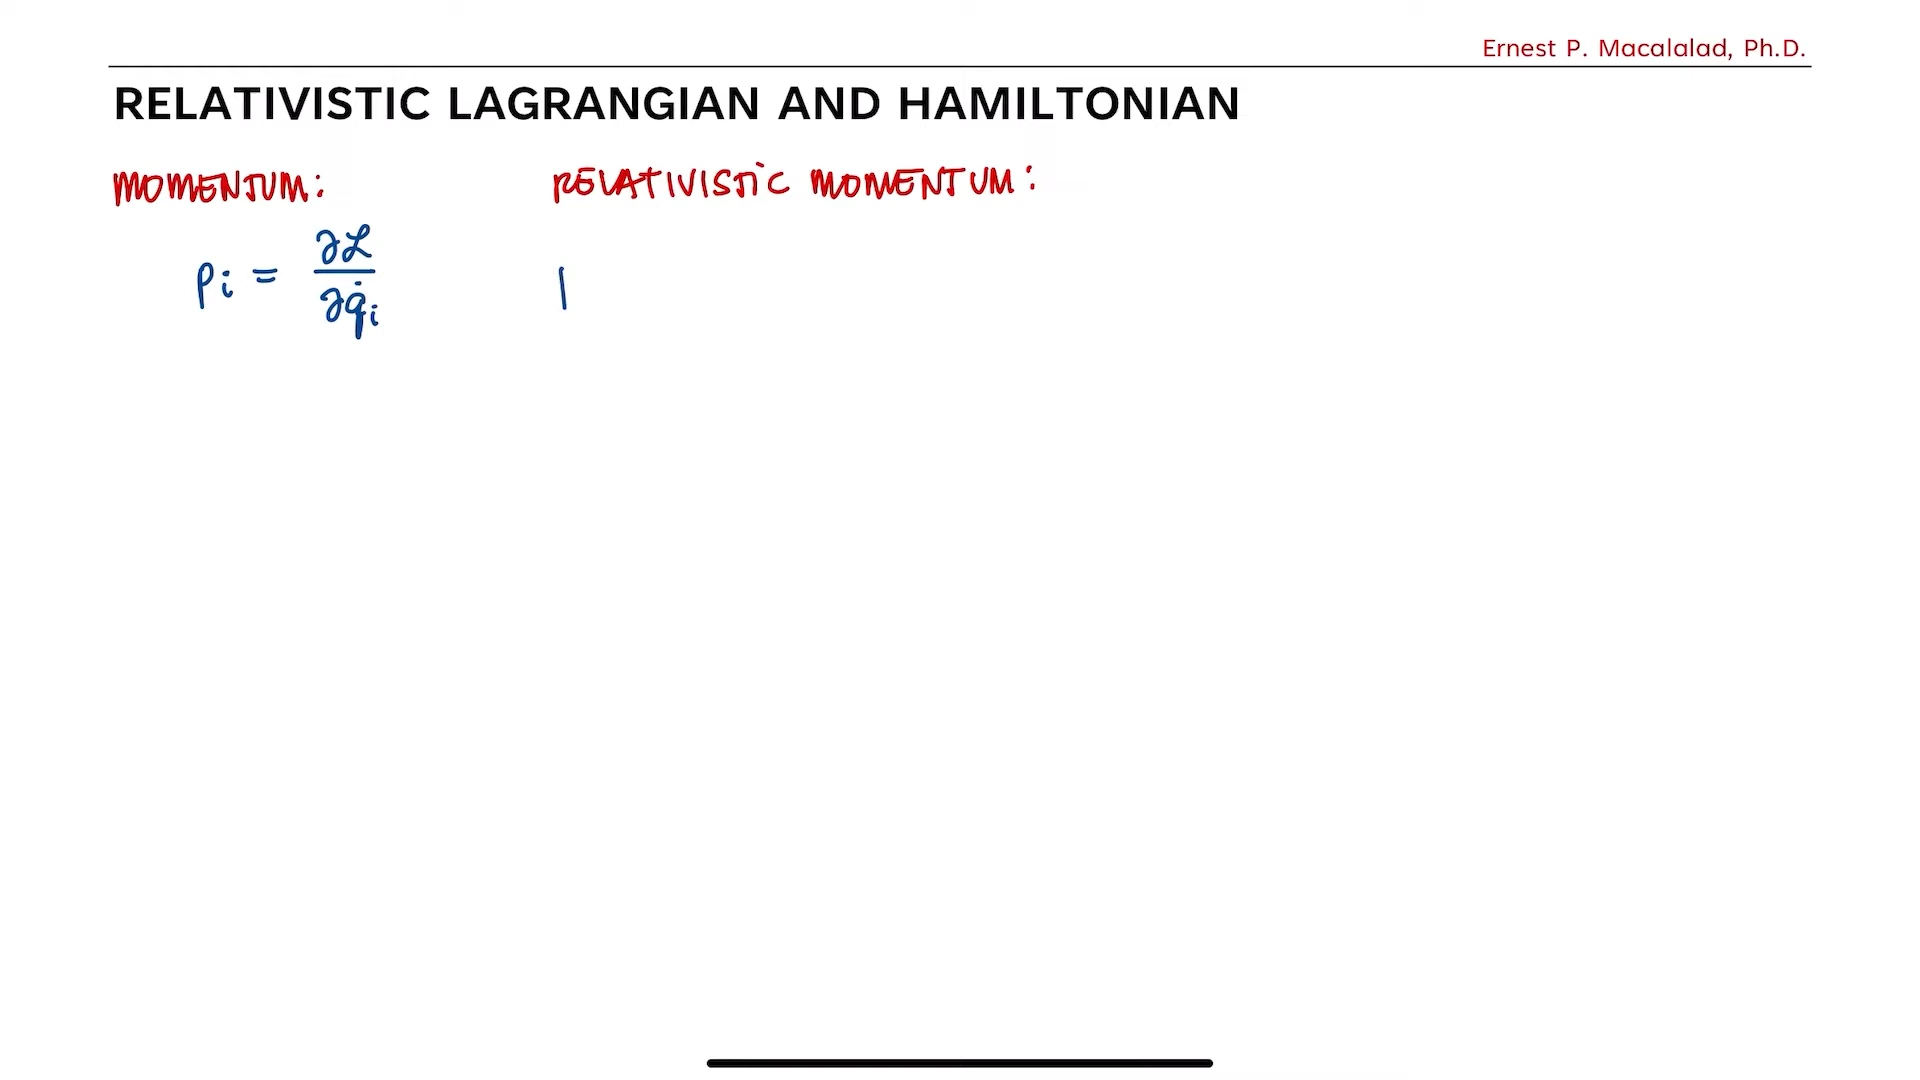 Ernest P. Macalalad, Ph.D.
RELATIVISTIC LAGRANGIAN AND HAMILTONIAN
MOMENTUM: RELATIVISTIC MOMENTUM:
pᵢ = ∂ℒ/∂q̇ᵢ